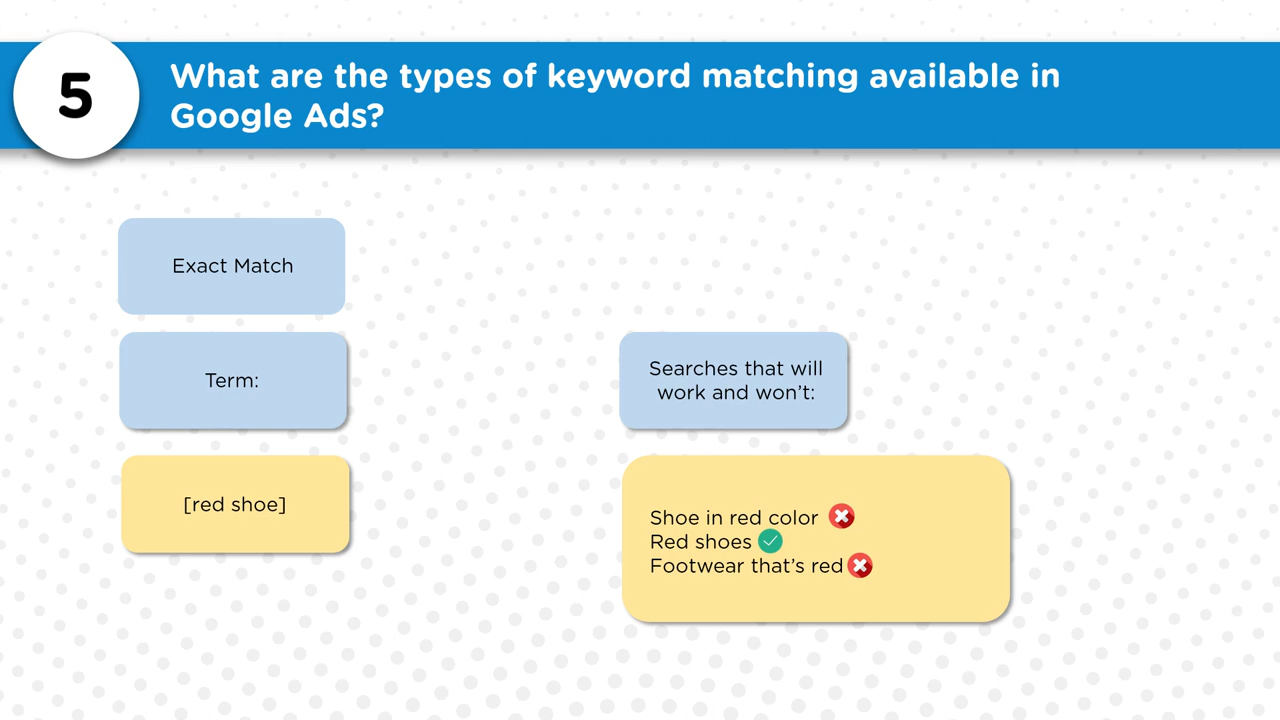 5
What are the types of keyword matching available in
Google Ads?
Exact Match
Term:
Searches that will
work and won’t:
[red shoe]
Shoe in red color
Red shoes
Footwear that’s red